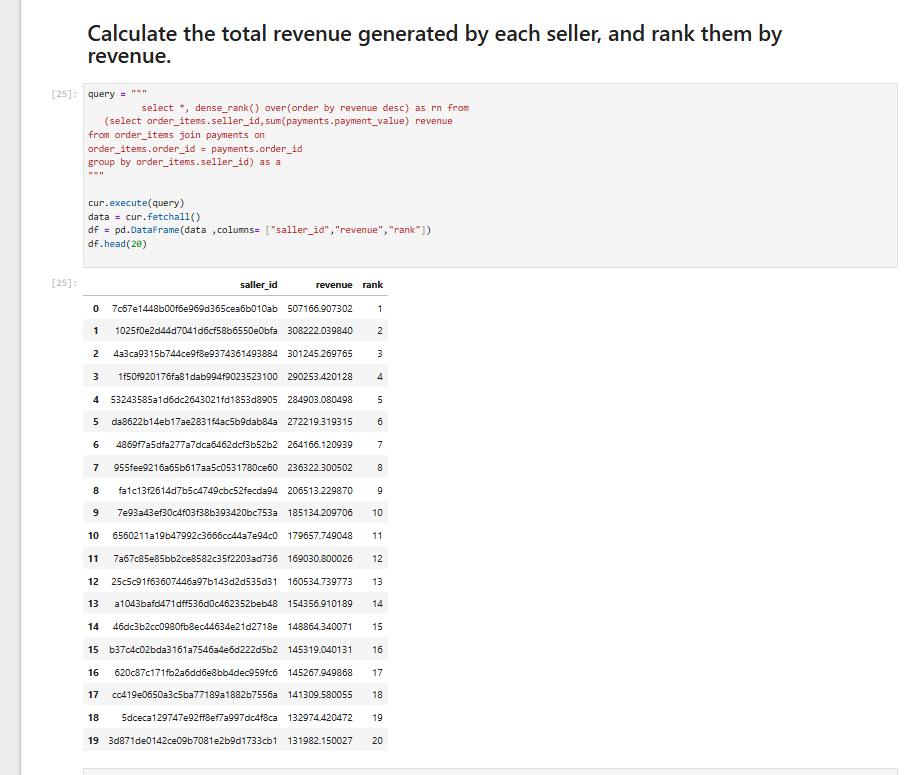 Calculate the total revenue generated by each seller, and rank them by
revenue.
[25]: query = """
select *, dense_rank() over(order by revenue desc) as rn from
(select order_items.seller_id,sum(payments.payment_value) revenue
from order_items join payments on
order_items.order_id = payments.order_id
group by order_items.seller_id) as a
"""
cur.execute(query)
data = cur.fetchall()
df = pd.DataFrame(data ,columns= ["saller_id","revenue","rank"])
df.head(20)
[25]: saller_id revenue rank
0 7c67e1448b00f6e969d365cea6b010ab 507166.907302 1
1 1025f0e2d44d7041d6cf58b6550e0bfa 308222.039840 2
2 4a3ca9315b744ce9f8e9374361493884 301245.269765 3
3 1f50f920176fa81dab994f9023523100 290253.420128 4
4 53243585a1d6dc2643021fd1853d8905 284903.080498 5
5 da8622b14eb17ae2831f4ac5b9dab84a 272219.319315 6
6 4869f7a5dfa277a7dca6462dcf3b52b2 264166.120939 7
7 955fee9216a65b617aa5c0531780ce60 236322.300502 8
8 fa1c13f2614d7b5c4749cbc52fecda94 206513.229870 9
9 7e93a43ef30c4f03f38b393420bc753a 185134.209706 10
10 6560211a19b47992c3666cc44a7e94c0 179657.749048 11
11 7a67c85e85bb2ce8582c35f2203ad736 169030.800026 12
12 25c5c91f63607446a97b143d2d535d31 160534.739773 13
13 a1043bafd471dff536d0c462352beb48 154356.910189 14
14 46dc3b2cc0980fb8ec44634e21d2718e 148864.340071 15
15 b37c4c02bda3161a7546a4e6d222d5b2 145319.040131 16
16 620c87c171fb2a6dd6e8bb4dec959fc6 145267.949868 17
17 cc419e0650a3c5ba77189a1882b7556a 141309.580055 18
18 5dceca129747e92ff8ef7a997dc4f8ca 132974.420472 19
19 3d871de0142ce09b7081e2b9d1733cb1 131982.150027 20